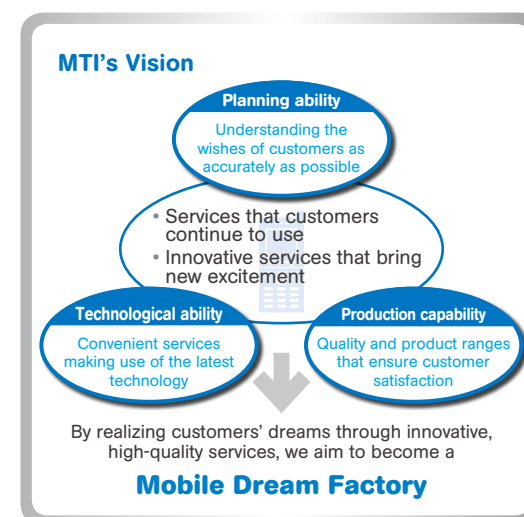 MTI's Vision
Planning ability
Understanding the
wishes of customers as
accurately as possible
• Services that customers
continue to use
• Innovative services that bring
new excitement
Technological ability
Convenient services
making use of the latest
technology
Production capability
Quality and product ranges
that ensure customer
satisfaction
By realizing customers' dreams through innovative,
high-quality services, we aim to become a
Mobile Dream Factory